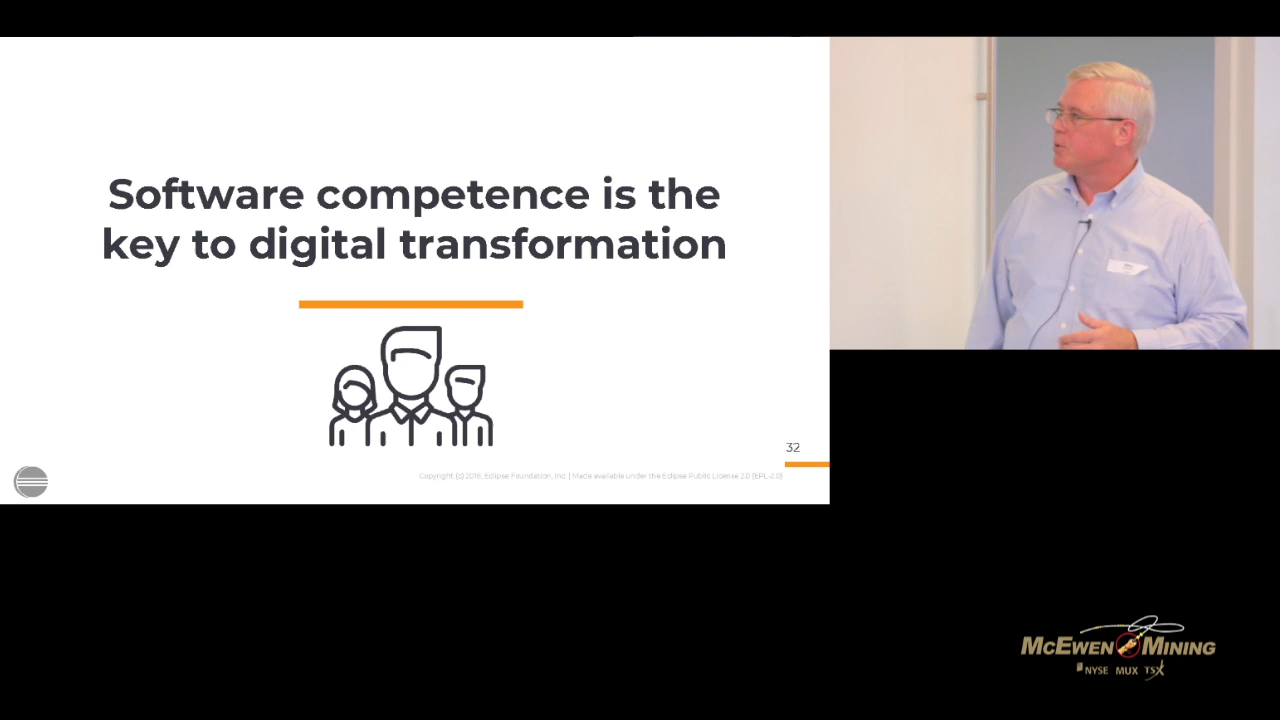 Software competence is the
key to digital transformation
32
Copyright (c) 2018, Eclipse Foundation, Inc. | Made available under the Eclipse Public License 2.0 (EPL-2.0)
McEWEN MINING
NYSE MUX TSX